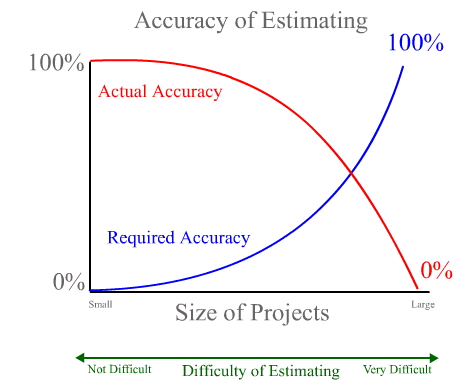 Accuracy of Estimating
100%
100%
Actual Accuracy
Required Accuracy
0%
0%
Small
Large
Size of Projects
Not Difficult
Difficulty of Estimating
Very Difficult